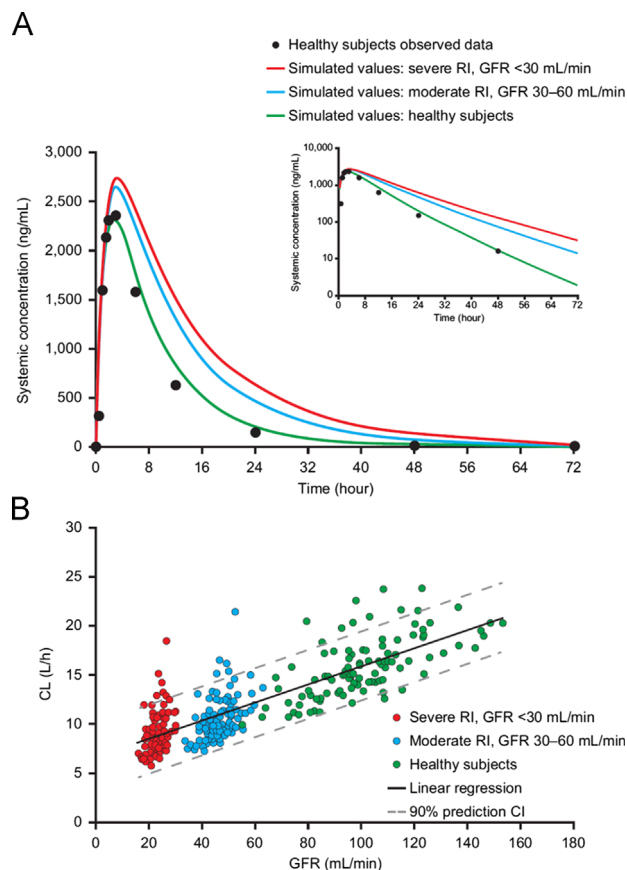 A
Healthy subjects observed data
Simulated values: severe RI, GFR <30 mL/min
Simulated values: moderate RI, GFR 30–60 mL/min
Simulated values: healthy subjects
Systemic concentration (ng/mL)
3,000
2,500
2,000
1,500
1,000
500
0
0 8 16 24 32 40 48 56 64 72
Time (hour)
Systemic concentration (ng/mL)
10,000
1,000
100
10
0
0 8 16 24 32 40 48 56 64 72
Time (hour)
B
CL (L/h)
30
25
20
15
10
5
0
0 20 40 60 80 100 120 140 160 180
GFR (mL/min)
Severe RI, GFR <30 mL/min
Moderate RI, GFR 30–60 mL/min
Healthy subjects
Linear regression
90% prediction CI